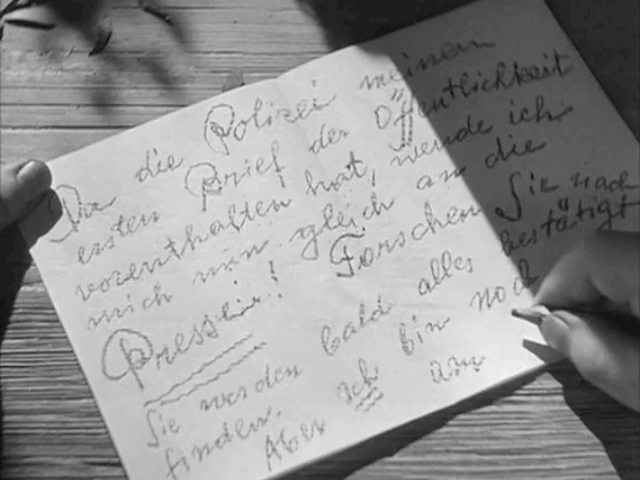 Da die Polizei meinen
ersten Brief der Öffentlichkeit
vorenthalten hat, wende ich
mich nun gleich an die
Presse! Forschen Sie nach
Sie werden bald alles bestätigt
finden. Aber ich bin noch
am